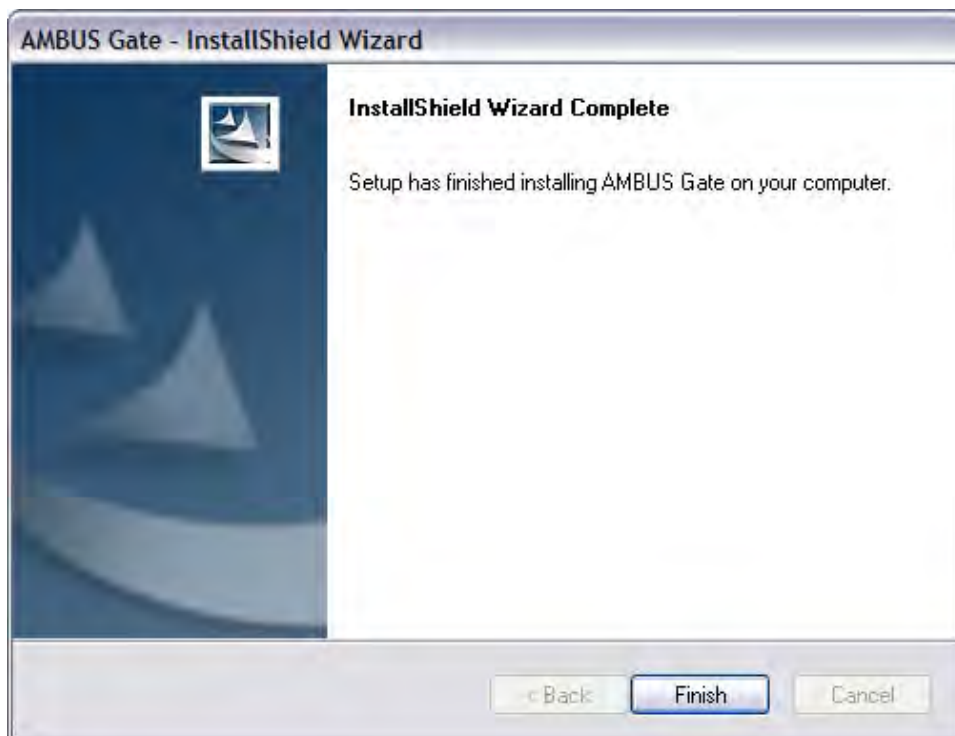 AMBUS Gate - InstallShield Wizard
InstallShield Wizard Complete
Setup has finished installing AMBUS Gate on your computer.
< Back
Finish
Cancel